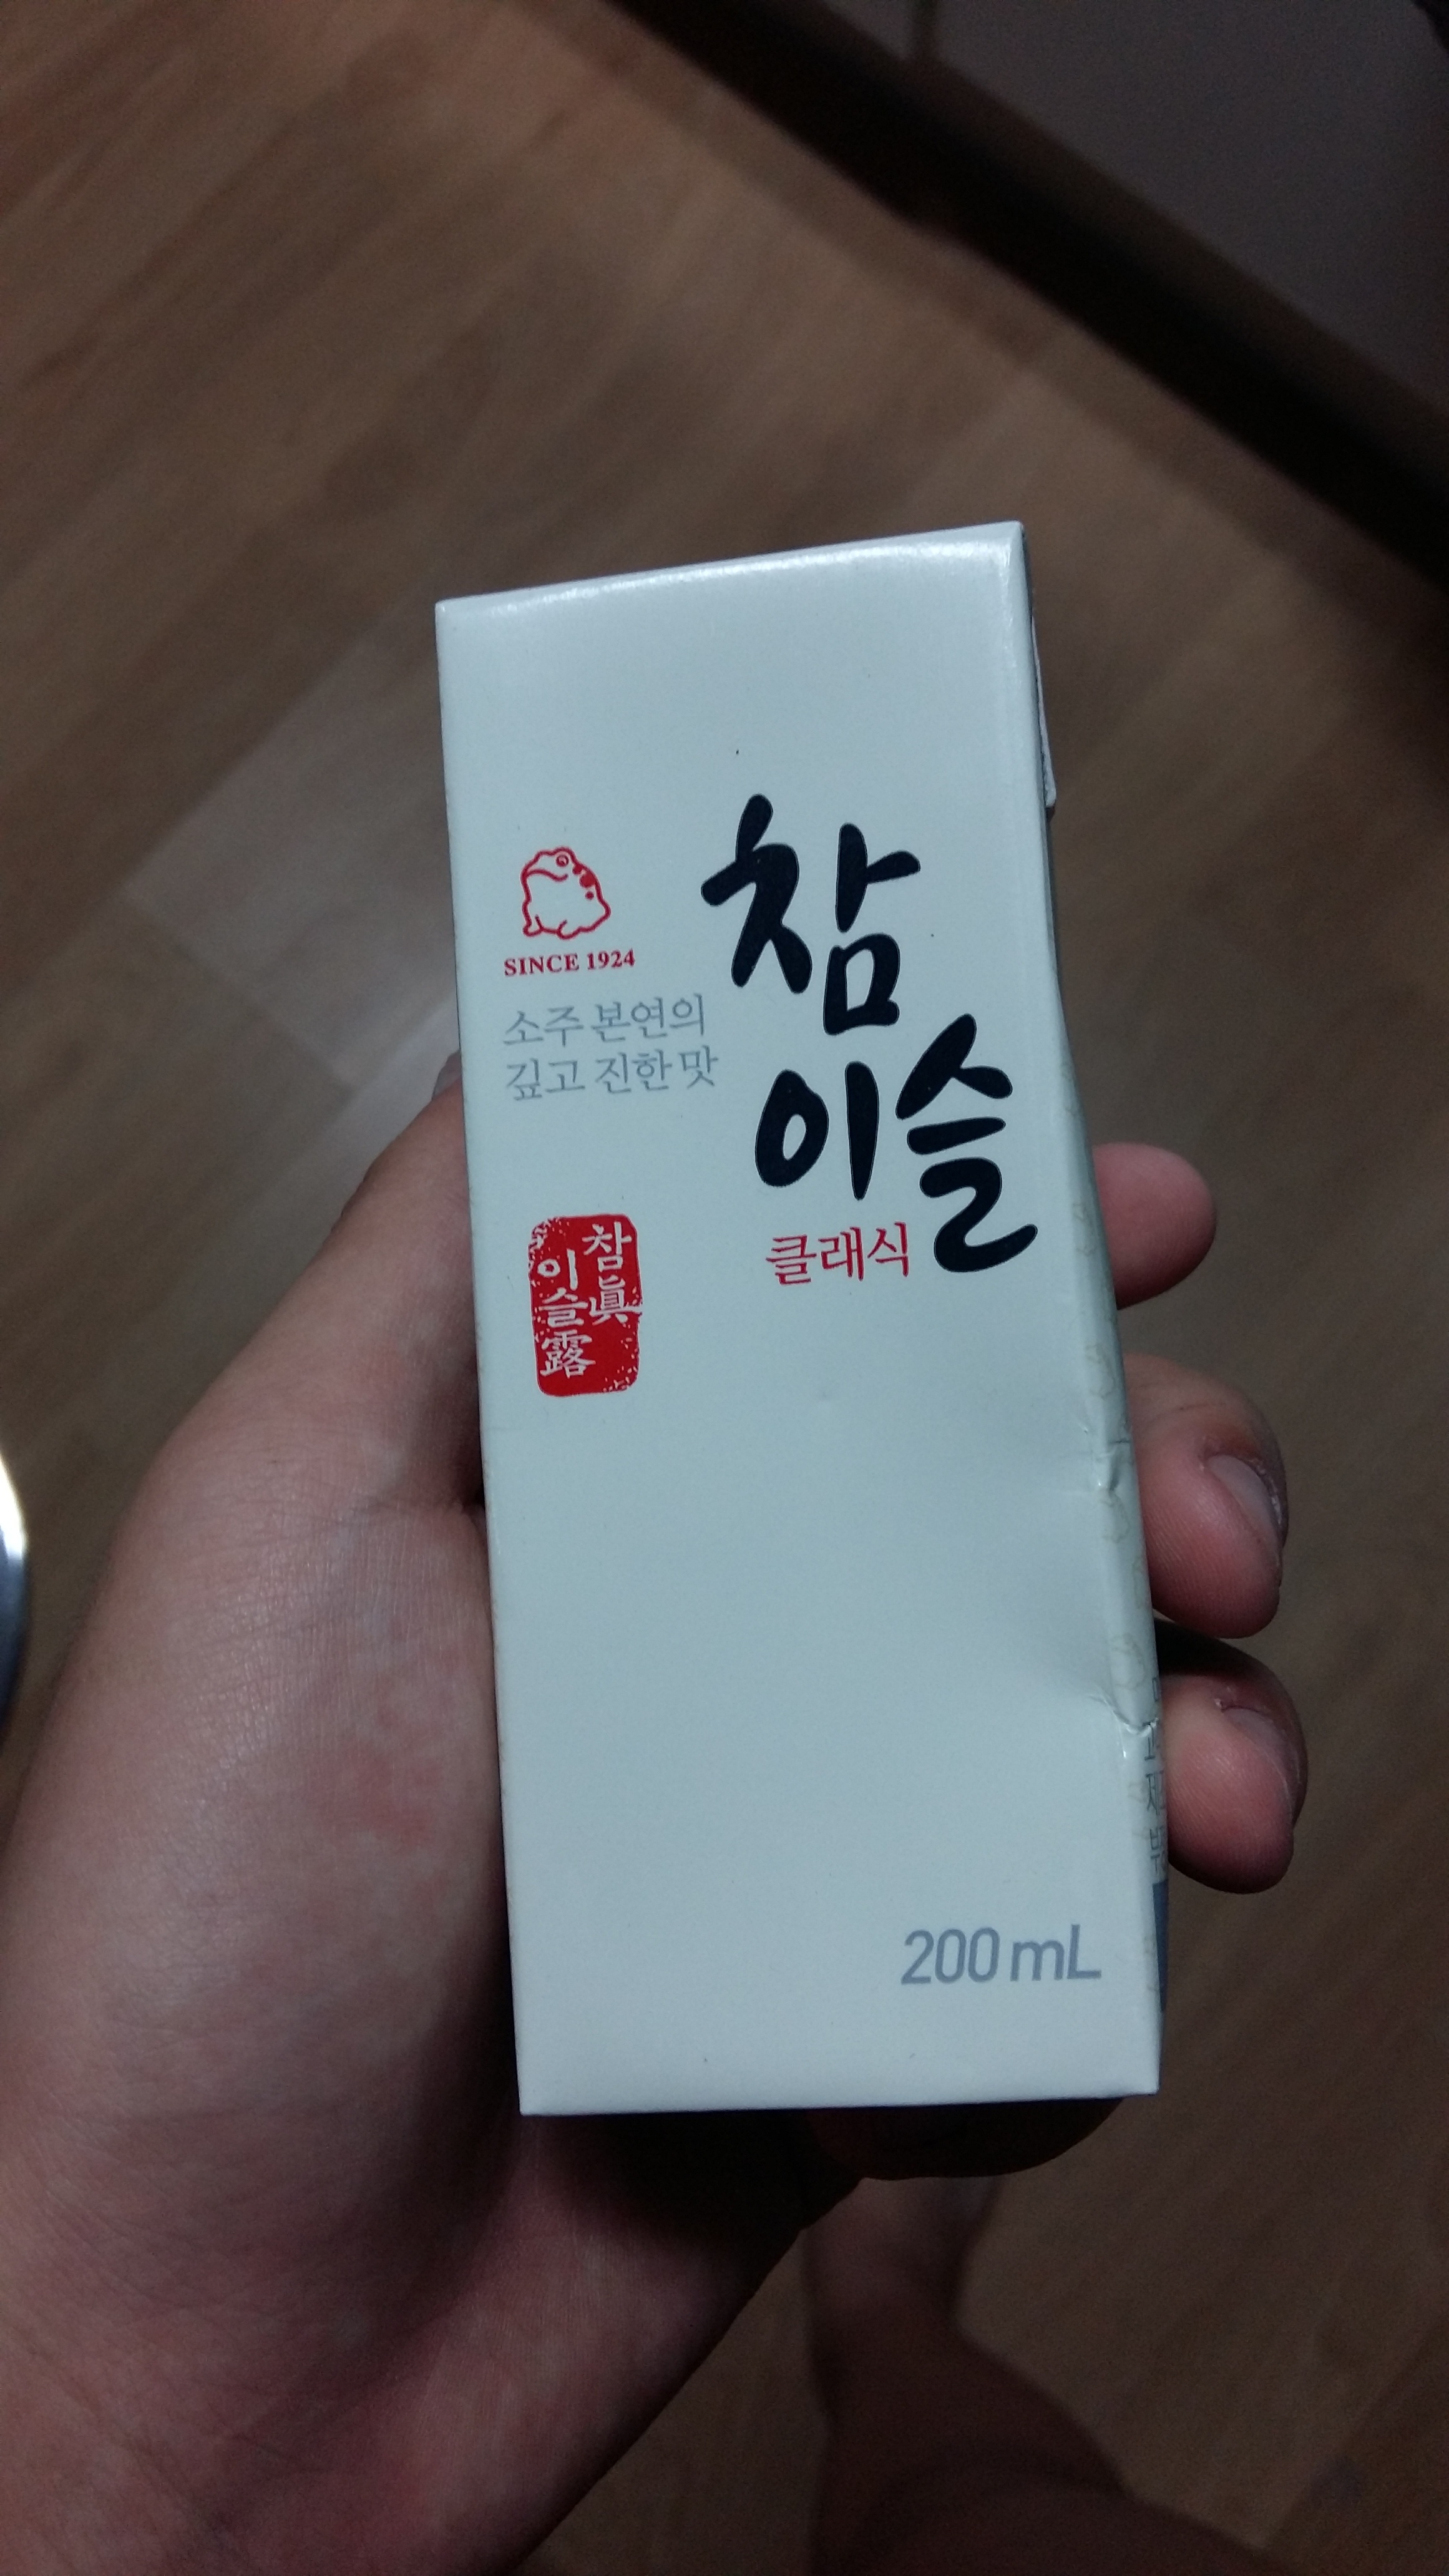 SINCE 1924
소주 본연의
깊고 진한 맛
참
이슬
클래식
참眞
이슬露
200 mL